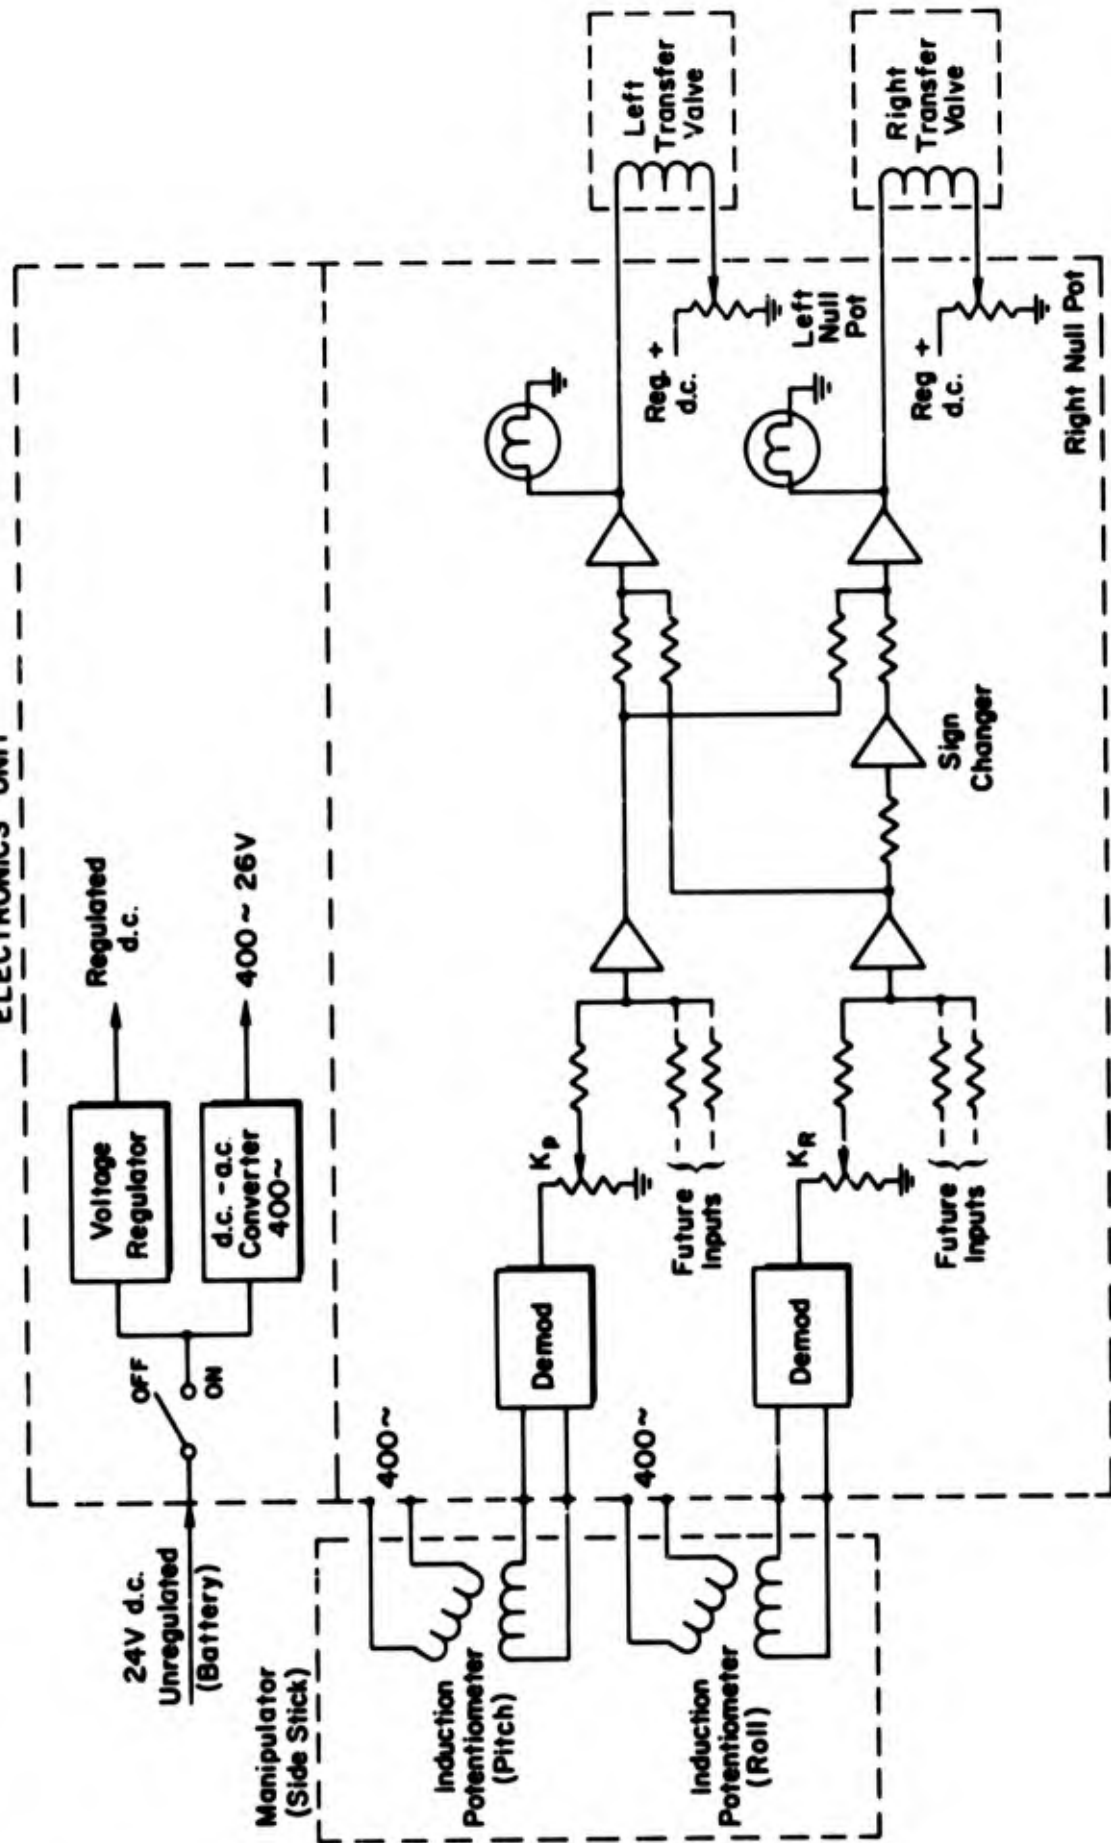 ELECTRONICS UNIT
24V d.c.
Unregulated
(Battery)
OFF
ON
Voltage
Regulator
Regulated
d.c.
d.c. -a.c.
Converter
400~
400~ 26V
Manipulator
(Side Stick)
400~
Induction
Potentiometer
(Pitch)
Demod
Kp
Future
Inputs
Reg. +
d.c.
Left
Null
Pot
Left
Transfer
Valve
400~
Induction
Potentiometer
(Roll)
Demod
KR
Future
Inputs
Sign
Changer
Reg +
d.c.
Right Null Pot
Right
Transfer
Valve